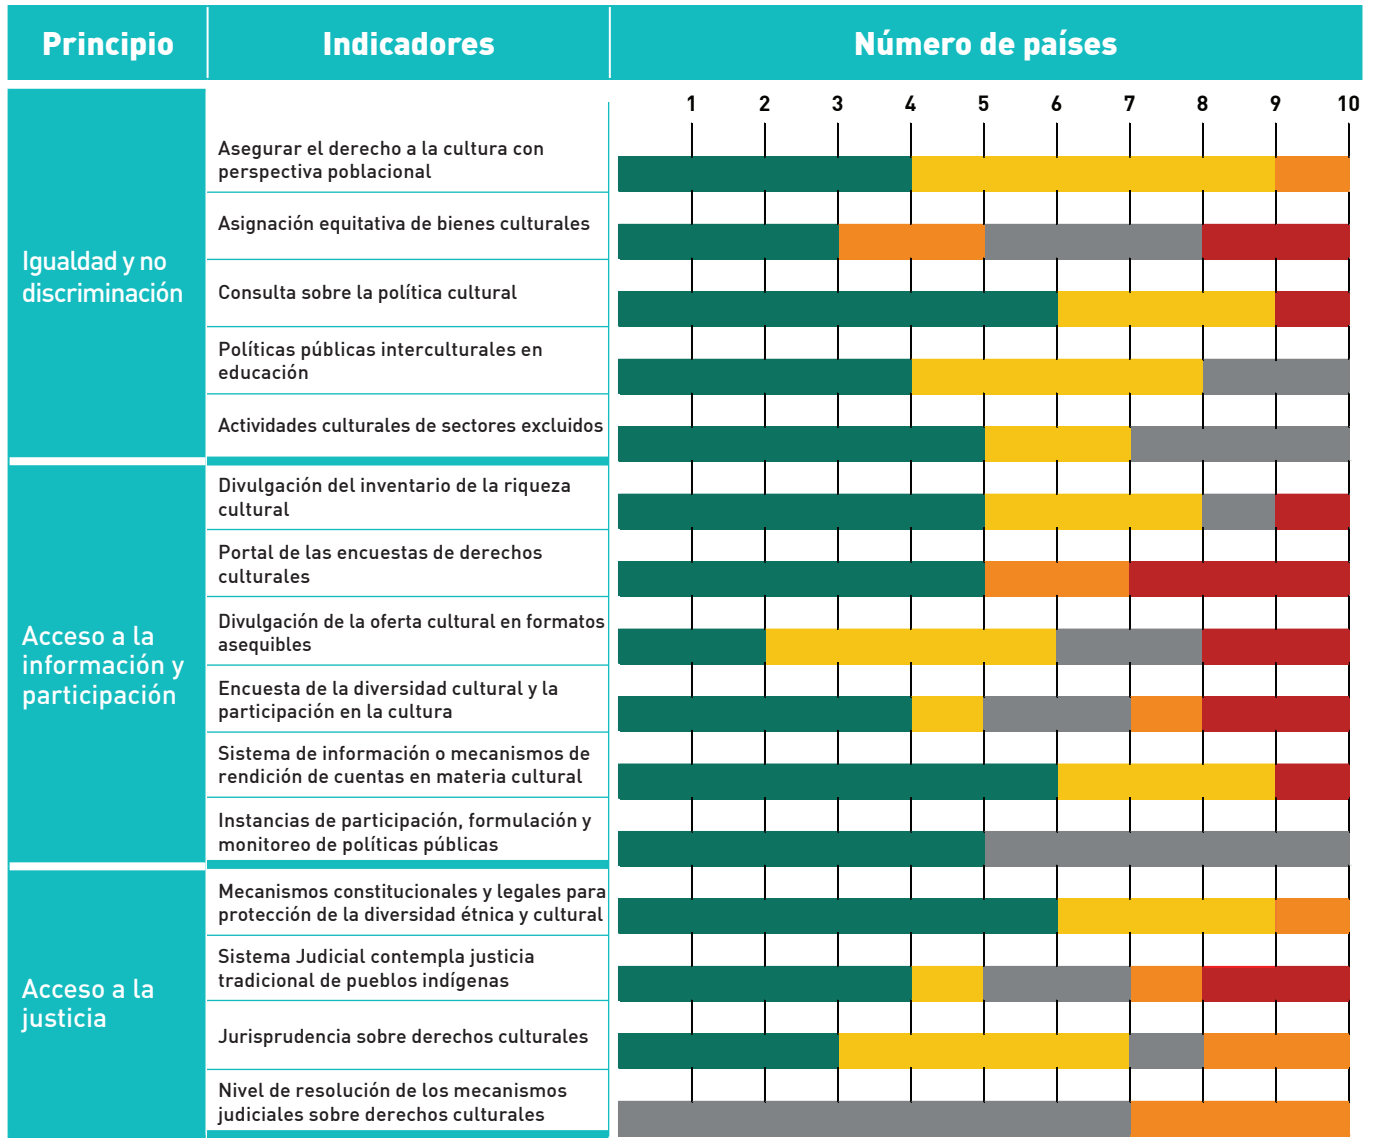 Principio
Indicadores
Número de países
1 2 3 4 5 6 7 8 9 10
Igualdad y no
discriminación
Asegurar el derecho a la cultura con
perspectiva poblacional
Asignación equitativa de bienes culturales
Consulta sobre la política cultural
Políticas públicas interculturales en
educación
Actividades culturales de sectores excluidos
Acceso a la
información y
participación
Divulgación del inventario de la riqueza
cultural
Portal de las encuestas de derechos
culturales
Divulgación de la oferta cultural en formatos
asequibles
Encuesta de la diversidad cultural y la
participación en la cultura
Sistema de información o mecanismos de
rendición de cuentas en materia cultural
Instancias de participación, formulación y
monitoreo de políticas públicas
Acceso a la
justicia
Mecanismos constitucionales y legales para
protección de la diversidad étnica y cultural
Sistema Judicial contempla justicia
tradicional de pueblos indígenas
Jurisprudencia sobre derechos culturales
Nivel de resolución de los mecanismos
judiciales sobre derechos culturales